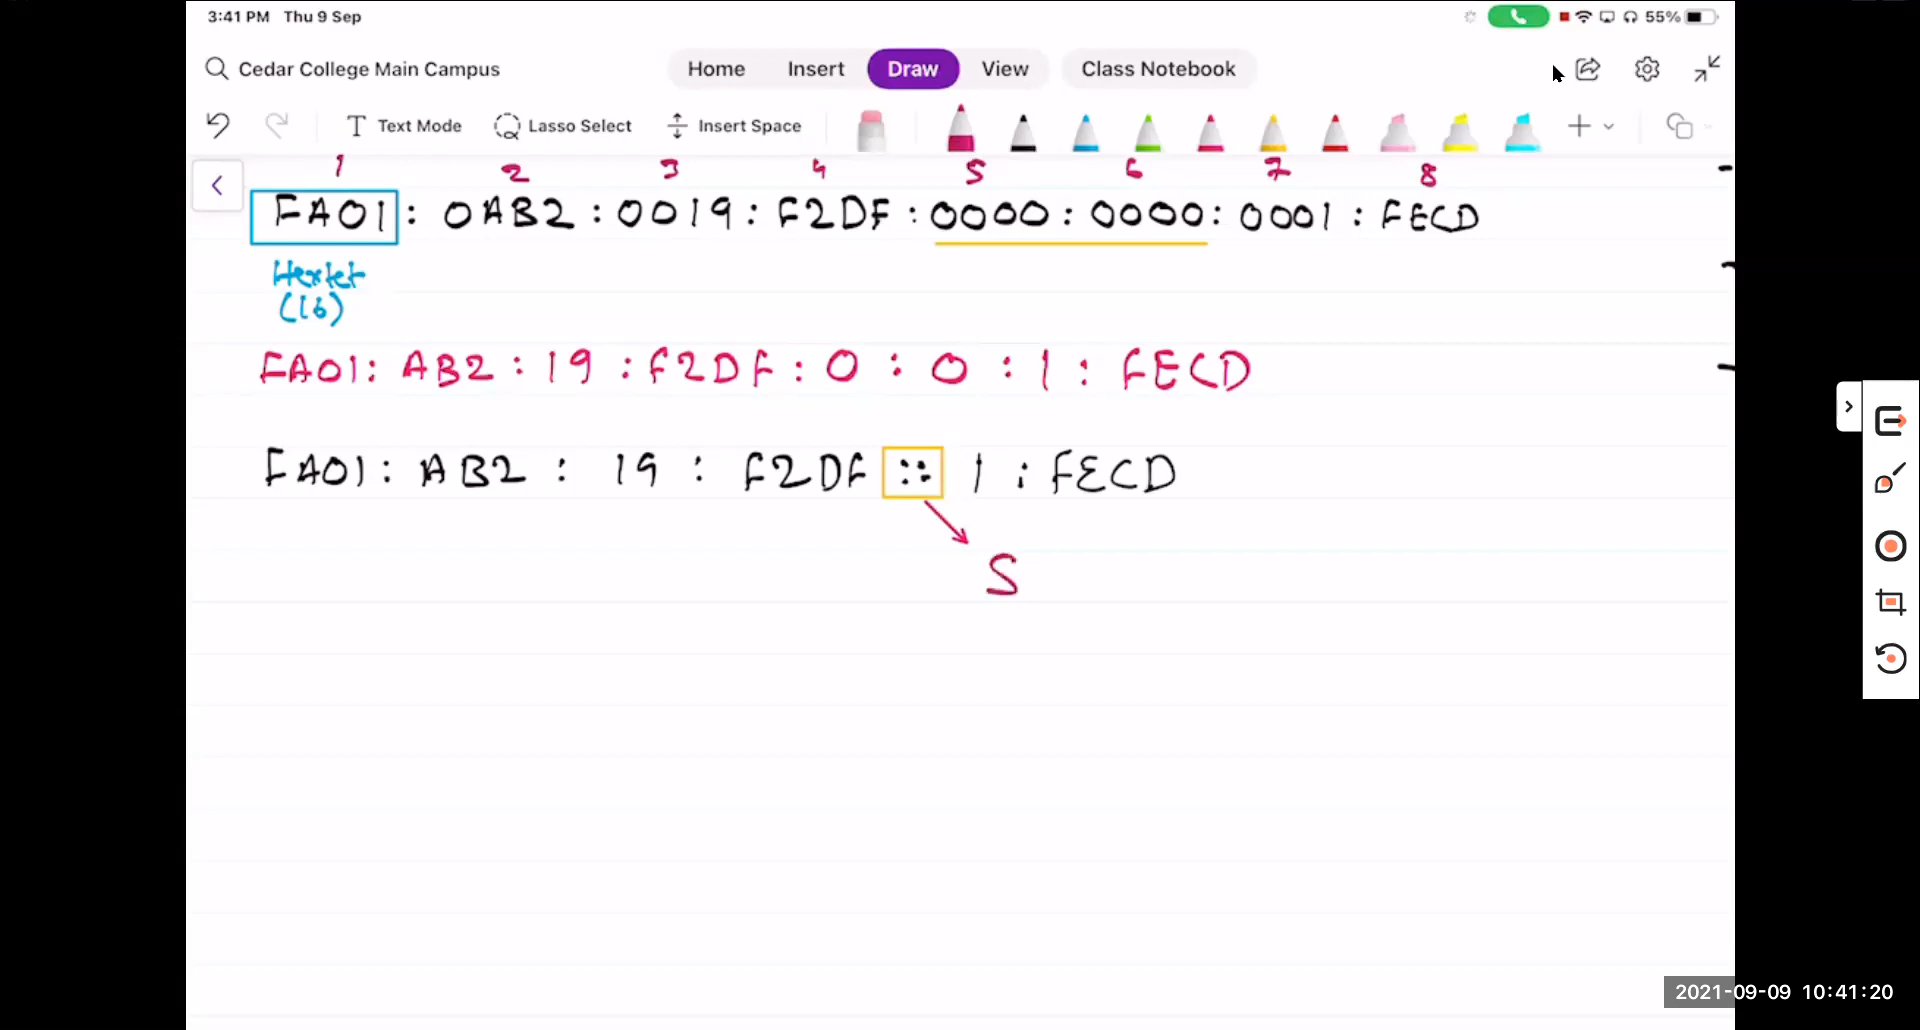 3:41 PM Thu 9 Sep
55%
Cedar College Main Campus
Home Insert Draw View Class Notebook
Text Mode Lasso Select Insert Space
1 2 3 4 5 6 7 8
FA01 : 0AB2 : 0019 : F2DF : 0000 : 0000 : 0001 : FECD
Hextet
(16)
FA01 : AB2 : 19 : F2DF : 0 : 0 : 1 : FECD
FA01 : AB2 : 19 : F2DF :: 1 : FECD
S
2021-09-09 10:41:20